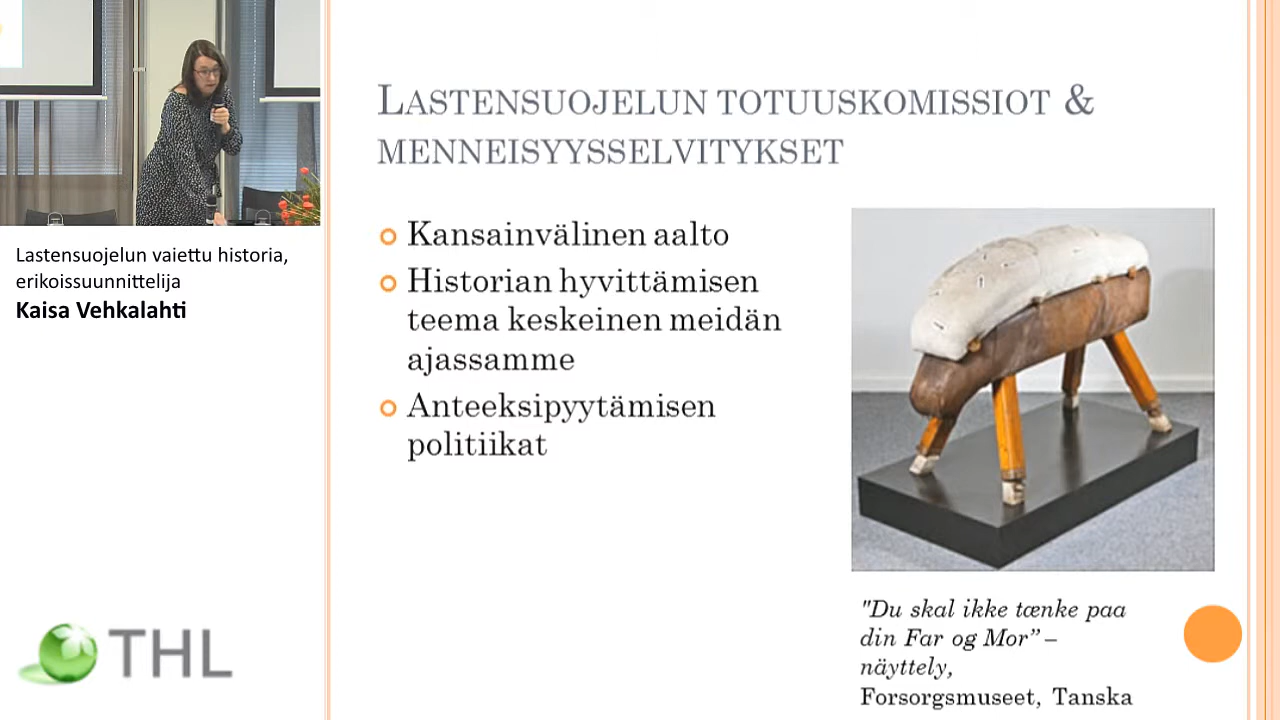 Lastensuojelun vaiettu historia,
erikoissuunnittelija
Kaisa Vehkalahti
THL
LASTENSUOJELUN TOTUUSKOMISSIOT &
MENNEISYYSSELVITYKSET
Kansainvälinen aalto
Historian hyvittämisen
teema keskeinen meidän
ajassamme
Anteeksipyytämisen
politiikat
"Du skal ikke tænke paa
din Far og Mor” –
näyttely,
Forsorgsmuseet, Tanska